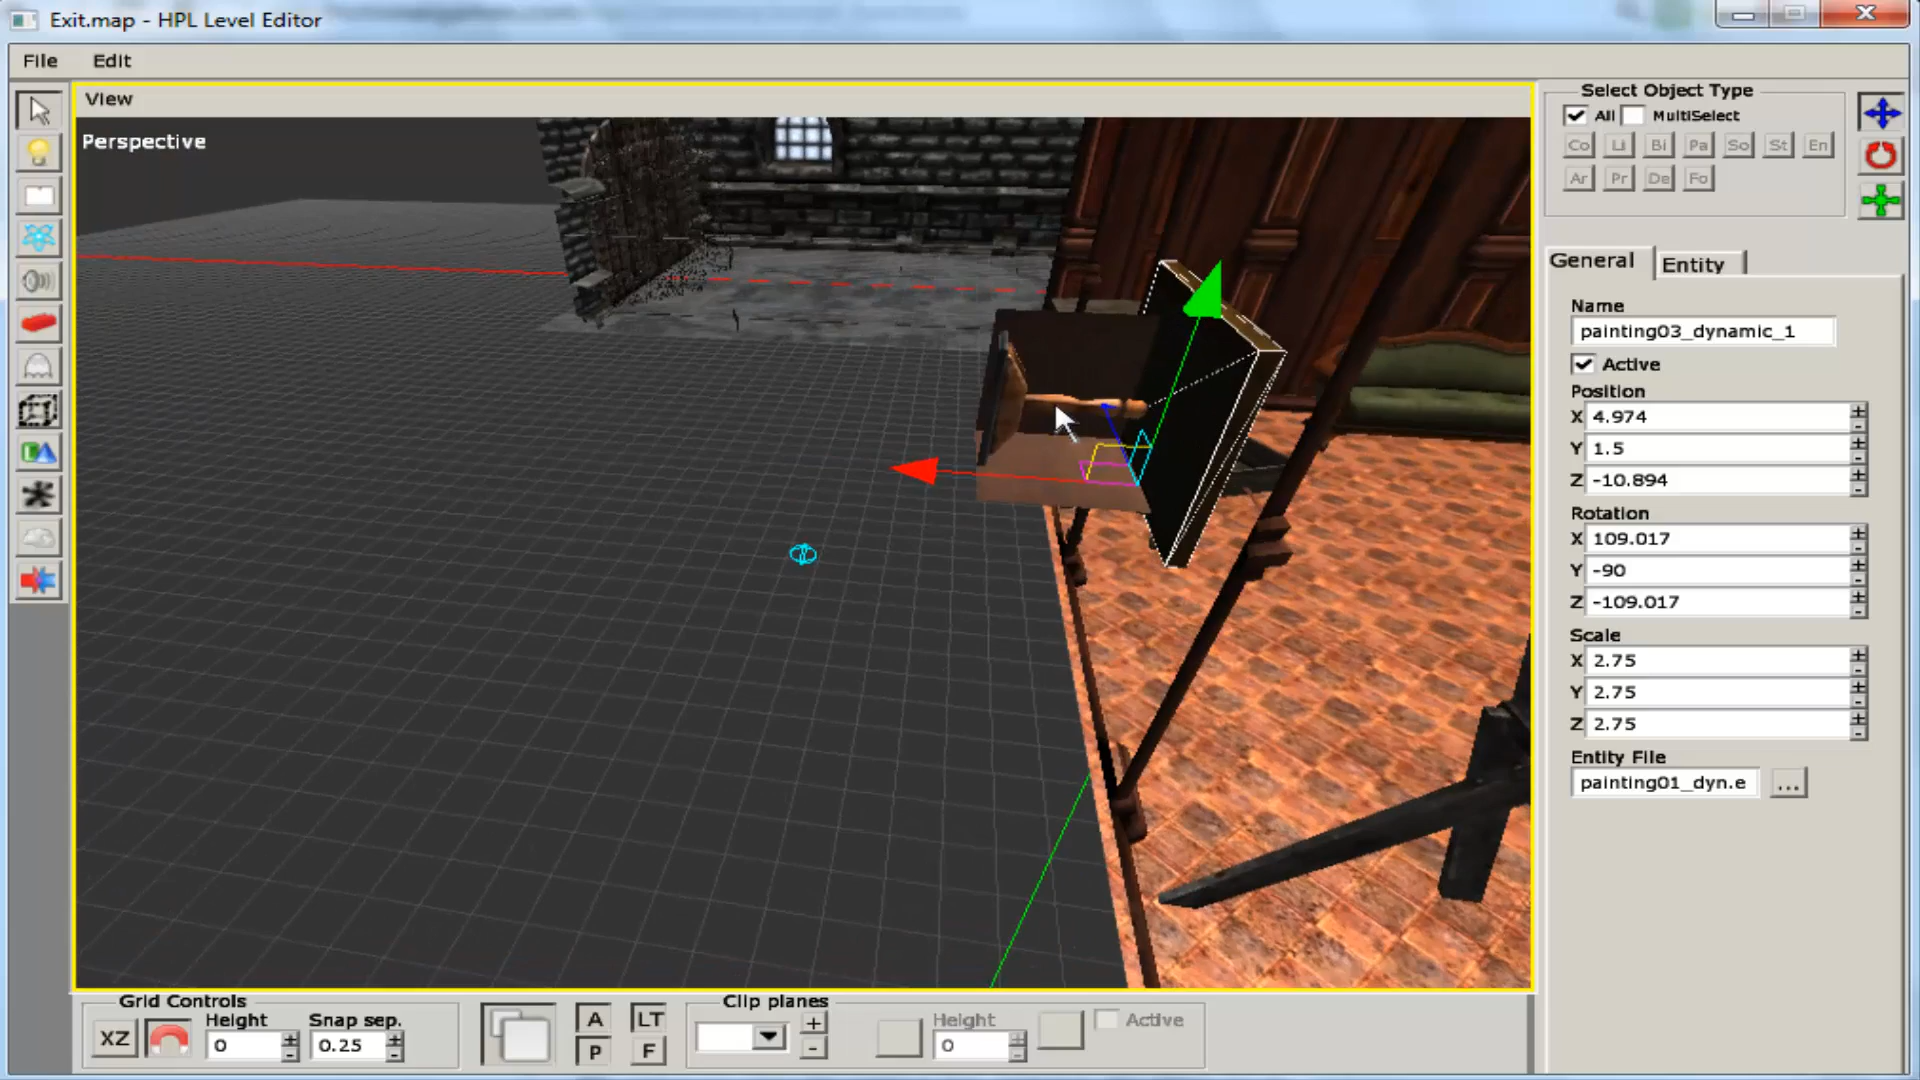 Exit.map - HPL Level Editor
File Edit
View
Perspective
Select Object Type
All MultiSelect
Co Li Bi Pa So St En
Ar Pr De Fo
General Entity
Name
painting03_dynamic_1
Active
Position
X 4.974
Y 1.5
Z -10.894
Rotation
X 109.017
Y -90
Z -109.017
Scale
X 2.75
Y 2.75
Z 2.75
Entity File
painting01_dyn.e ...
Grid Controls
XZ
Height
0
Snap sep.
0.25
A LT
P F
Clip planes
+
-
Height
0
Active